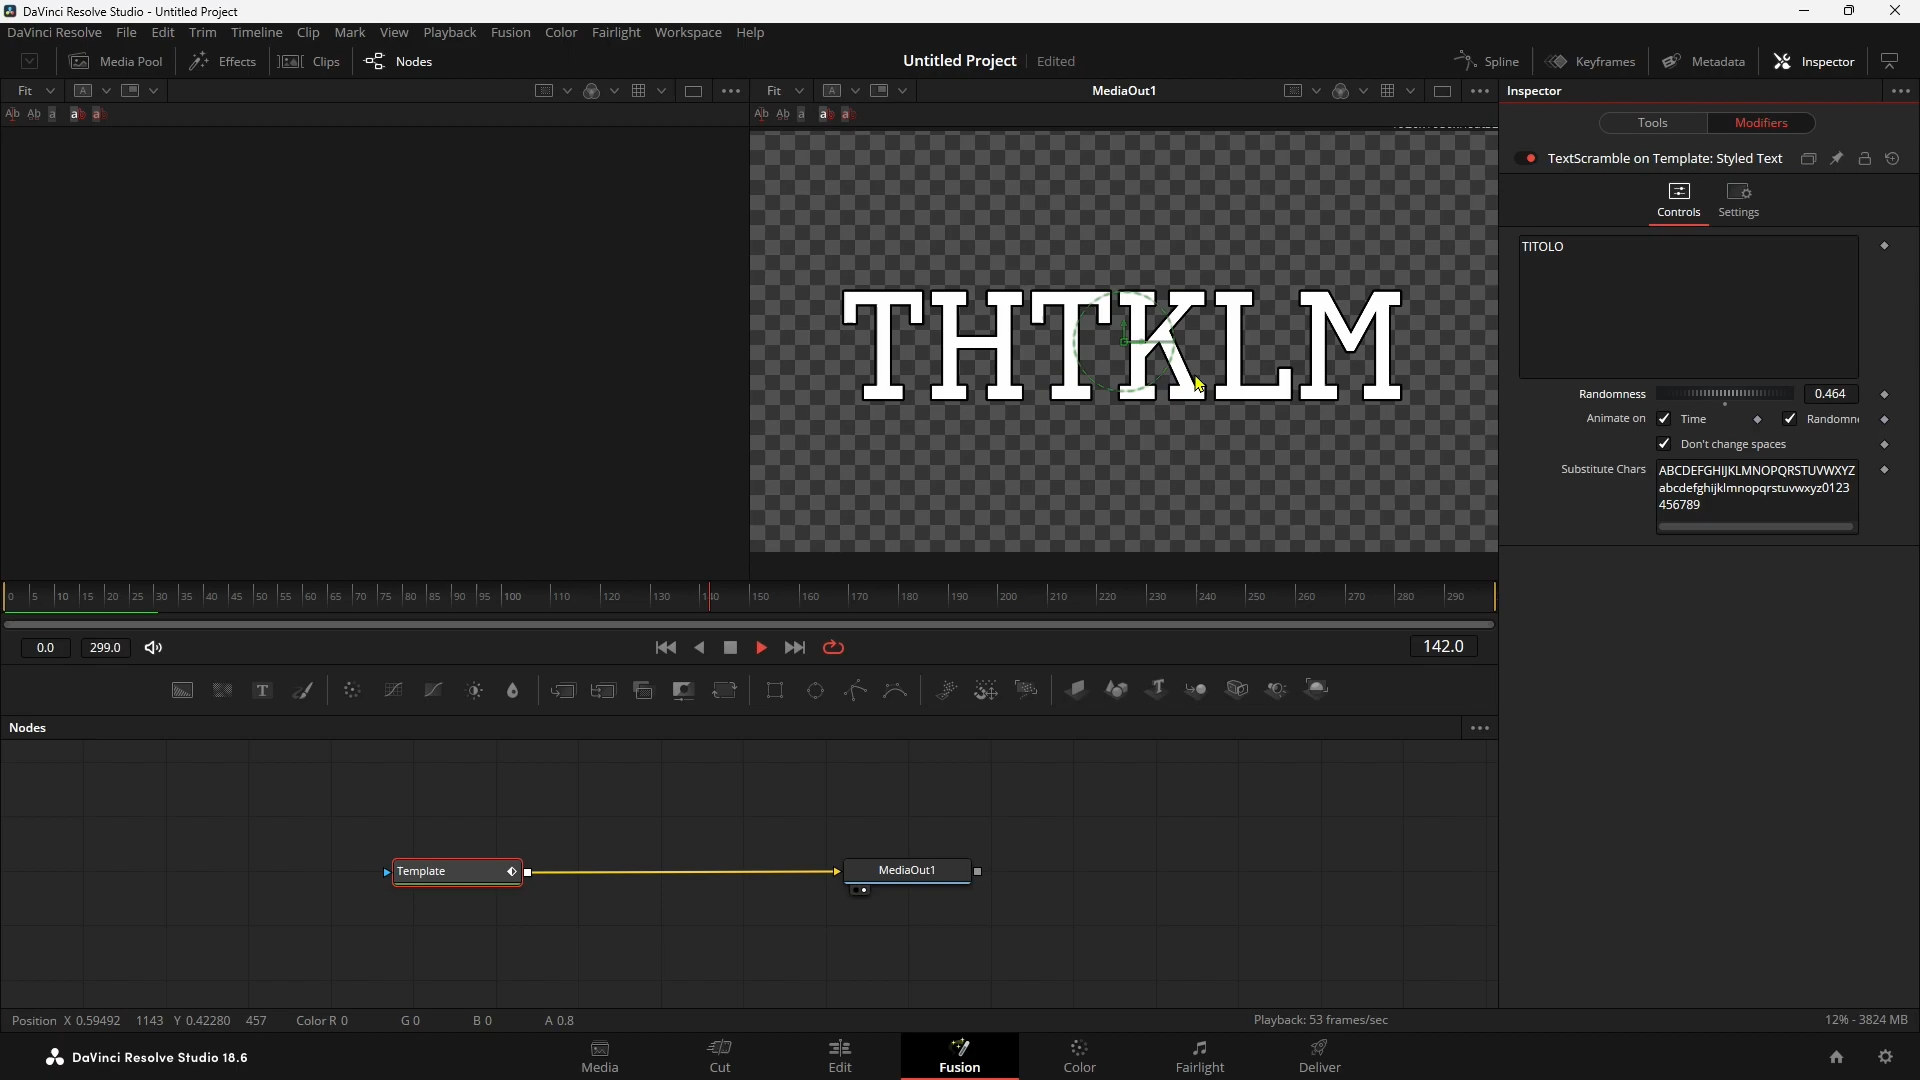 DaVinci Resolve Studio - Untitled Project
DaVinci Resolve File Edit Trim Timeline Clip Mark View Playback Fusion Color Fairlight Workspace Help
Media Pool Effects Clips Nodes Untitled Project Edited Spline Keyframes Metadata Inspector
Fit A Fit A MediaOut1 Inspector
Ab Ab a ab a Ab Ab a ab a
Tools Modifiers
TextScramble on Template: Styled Text
Controls Settings
TITOLO
THTKLM
Randomness 0.464
Animate on Time Randomne
Don't change spaces
Substitute Chars ABCDEFGHIJKLMNOPQRSTUVWXYZ
abcdefghijklmnopqrstuvwxyz0123
456789
0 5 10 15 20 25 30 35 40 45 50 55 60 65 70 75 80 85 90 95 100 110 120 130 140 150 160 170 180 190 200 210 220 230 240 250 260 270 280 290
0.0 299.0 142.0
T T
Nodes
Template MediaOut1
Position X 0.59492 1143 Y 0.42280 457 Color R 0 G 0 B 0 A 0.8 Playback: 53 frames/sec 12% - 3824 MB
DaVinci Resolve Studio 18.6 Media Cut Edit Fusion Color Fairlight Deliver